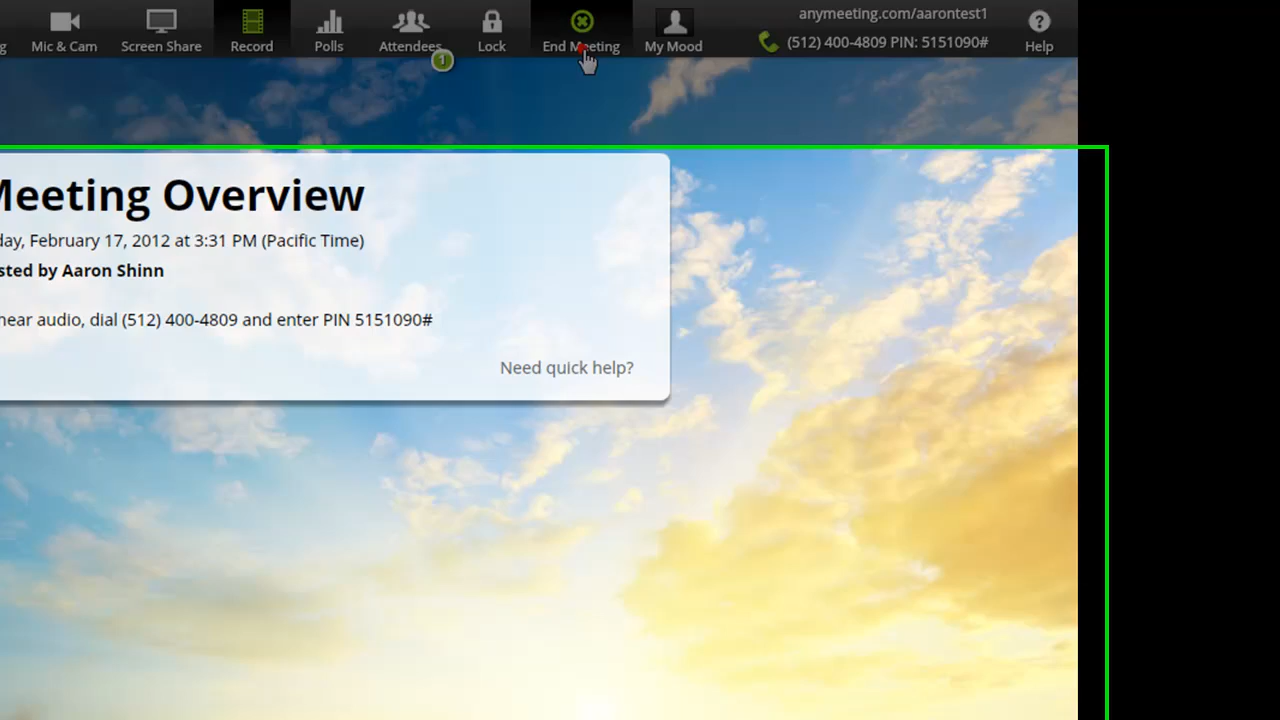 g Mic & Cam Screen Share Record Polls Attendees Lock End Meeting My Mood Help
1
anymeeting.com/aarontest1
(512) 400-4809 PIN: 5151090#
Meeting Overview
day, February 17, 2012 at 3:31 PM (Pacific Time)
sted by Aaron Shinn
hear audio, dial (512) 400-4809 and enter PIN 5151090#
Need quick help?